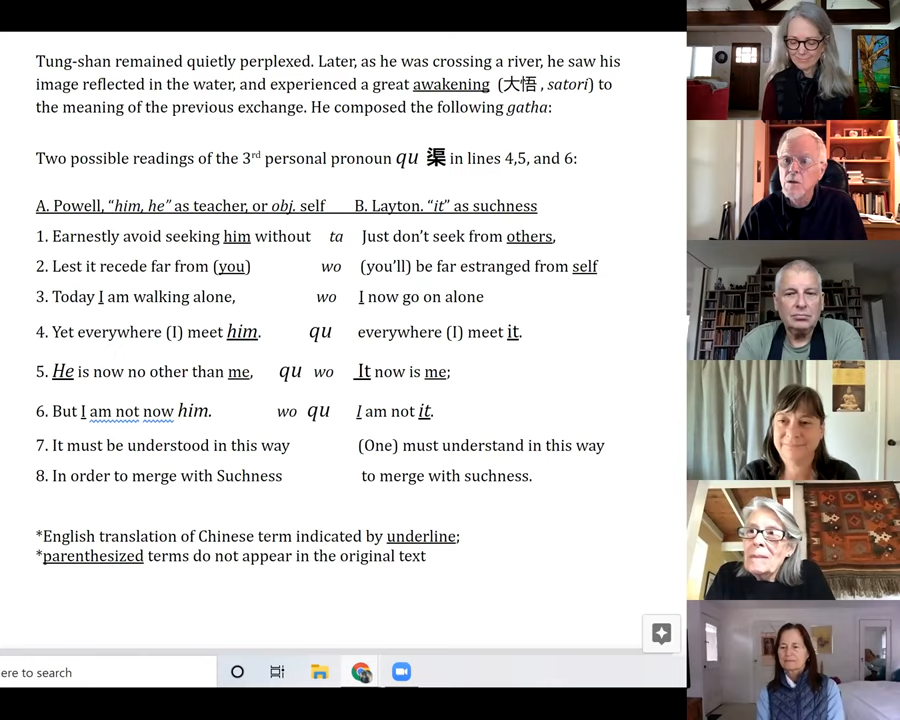 Tung-shan remained quietly perplexed. Later, as he was crossing a river, he saw his
image reflected in the water, and experienced a great awakening (大悟 , satori) to
the meaning of the previous exchange. He composed the following gatha:
Two possible readings of the 3rd personal pronoun qu 渠 in lines 4,5, and 6:
A. Powell, “him, he” as teacher, or obj. self B. Layton. “it” as suchness
1. Earnestly avoid seeking him without ta Just don’t seek from others,
2. Lest it recede far from (you) wo (you’ll) be far estranged from self
3. Today I am walking alone, wo I now go on alone
4. Yet everywhere (I) meet him. qu everywhere (I) meet it.
5. He is now no other than me, qu wo It now is me;
6. But I am not now him. wo qu I am not it.
7. It must be understood in this way (One) must understand in this way
8. In order to merge with Suchness to merge with suchness.
*English translation of Chinese term indicated by underline;
*parenthesized terms do not appear in the original text
ere to search